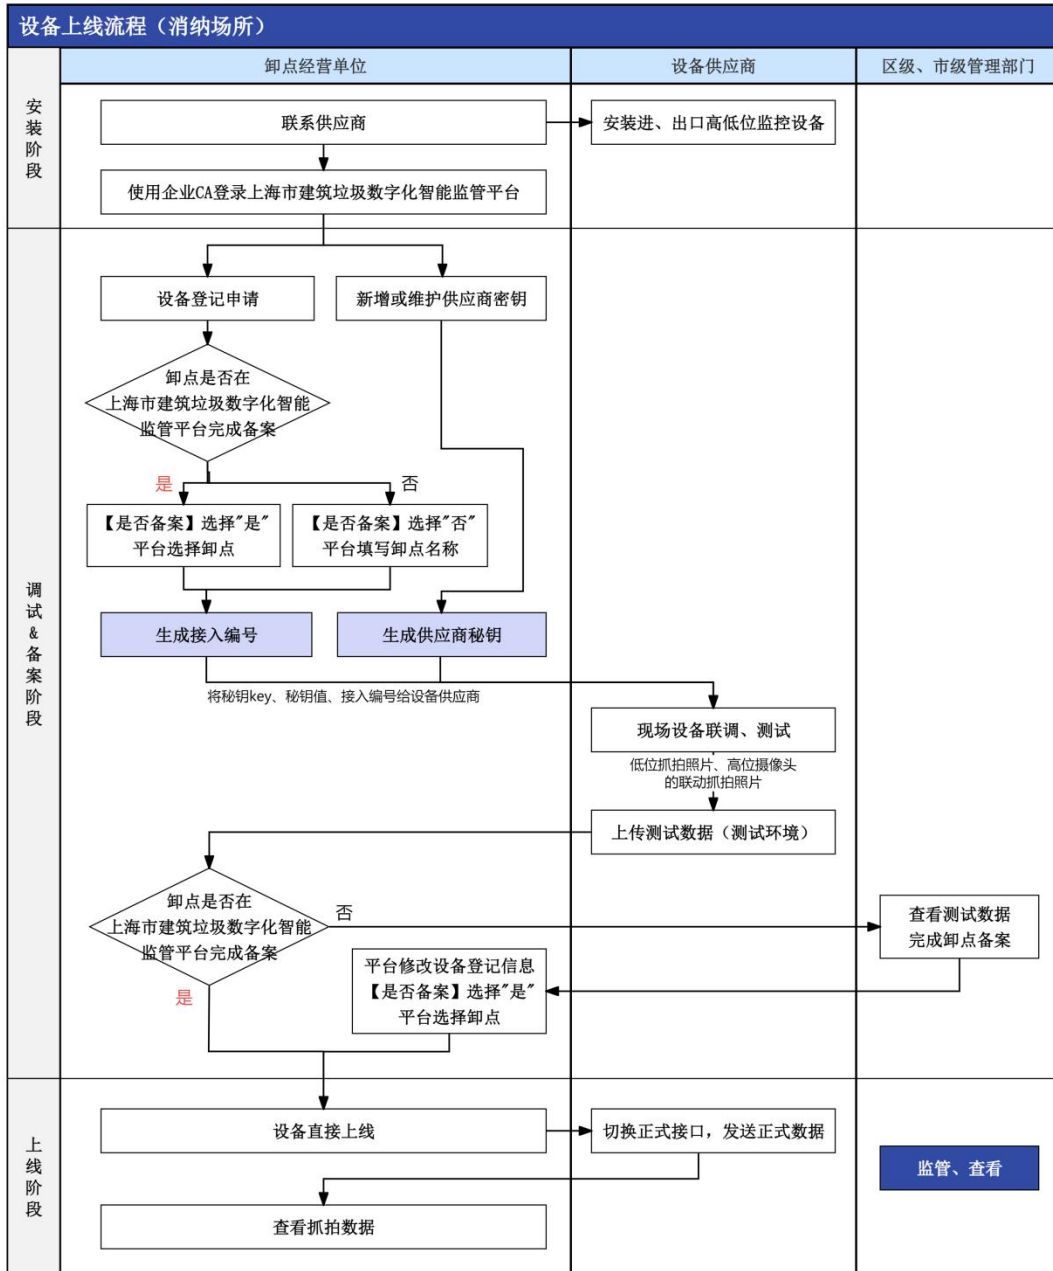 设备上线流程（消纳场所）
卸点经营单位
设备供应商
区级、市级管理部门
安装阶段
联系供应商
安装进、出口高低位监控设备
使用企业CA登录上海市建筑垃圾数字化智能监管平台
调试&备案阶段
设备登记申请
新增或维护供应商密钥
卸点是否在
上海市建筑垃圾数字化智能
监管平台完成备案
是
否
【是否备案】选择"是"
平台选择卸点
【是否备案】选择"否"
平台填写卸点名称
生成接入编号
生成供应商秘钥
将秘钥key、秘钥值、接入编号给设备供应商
现场设备联调、测试
低位抓拍照片、高位摄像头
的联动抓拍照片
上传测试数据（测试环境）
卸点是否在
上海市建筑垃圾数字化智能
监管平台完成备案
否
是
查看测试数据
完成卸点备案
平台修改设备登记信息
【是否备案】选择"是"
平台选择卸点
上线阶段
设备直接上线
切换正式接口，发送正式数据
监管、查看
查看抓拍数据